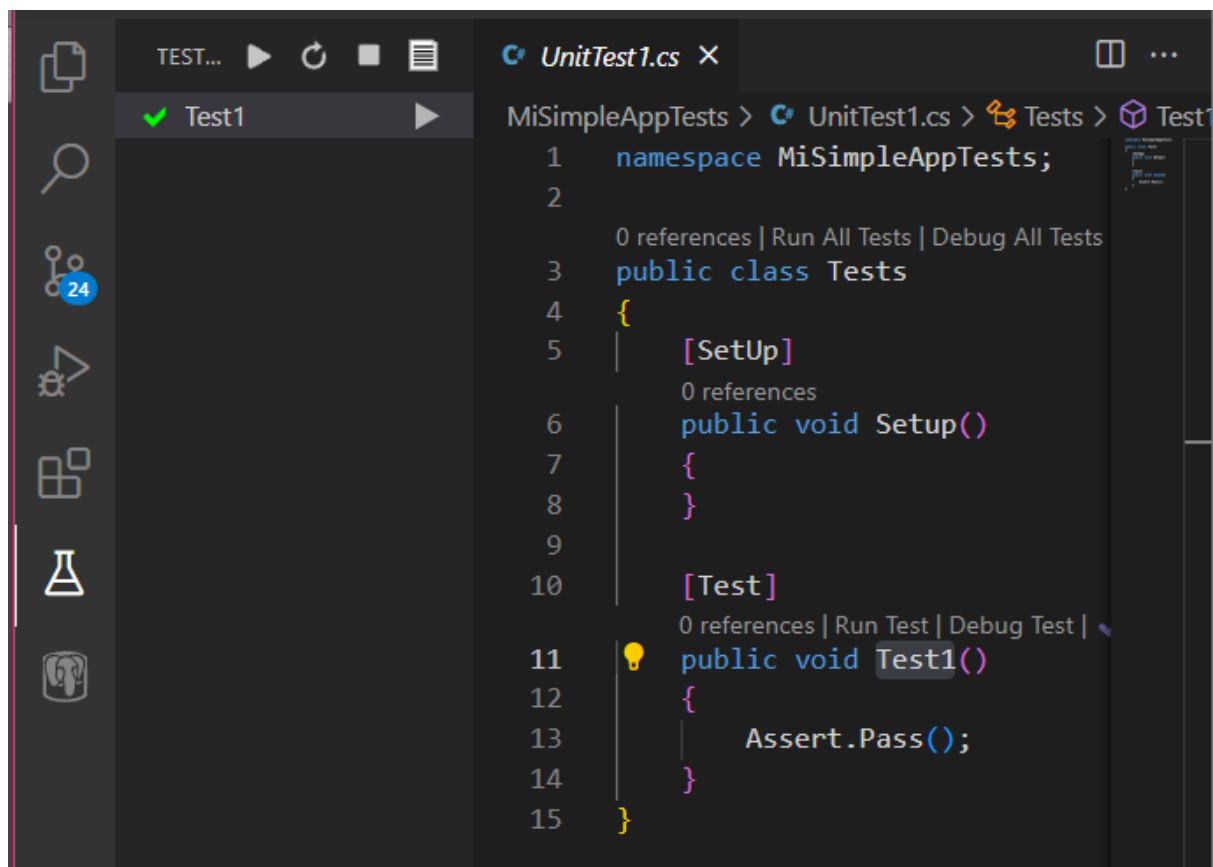 TEST...
Test1
24
C# UnitTest1.cs
MiSimpleAppTests > C# UnitTest1.cs > Tests > Test1
1 namespace MiSimpleAppTests;
2
0 references | Run All Tests | Debug All Tests
3 public class Tests
4 {
5 [SetUp]
0 references
6 public void Setup()
7 {
8 }
9
10 [Test]
0 references | Run Test | Debug Test |
11 public void Test1()
12 {
13 Assert.Pass();
14 }
15 }